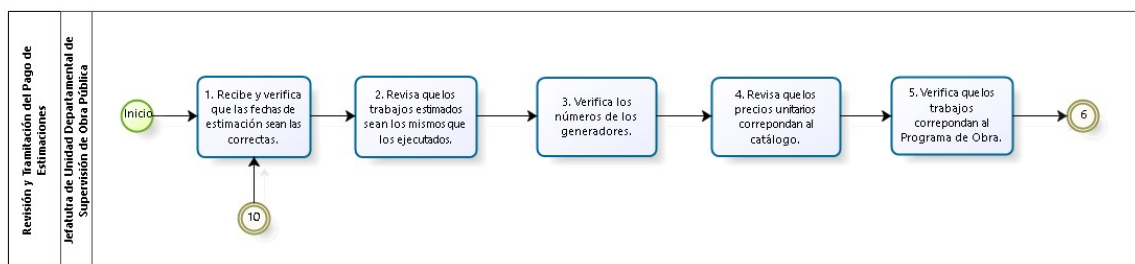 Revisión y Tramitación del Pago de
Estimaciones
Jefatutra de Unidad Departamental de
Supervisión de Obra Pública
Inicio
1. Recibe y verifica
que las fechas de
estimación sean las
correctas.
2. Revisa que los
trabajos estimados
sean los mismos que
los ejecutados.
3. Verifica los
números de los
generadores.
4. Revisa que los
precios unitarios
correpondan al
catálogo.
5. Verifica que los
trabajos
correpondan al
Programa de Obra.
6
10